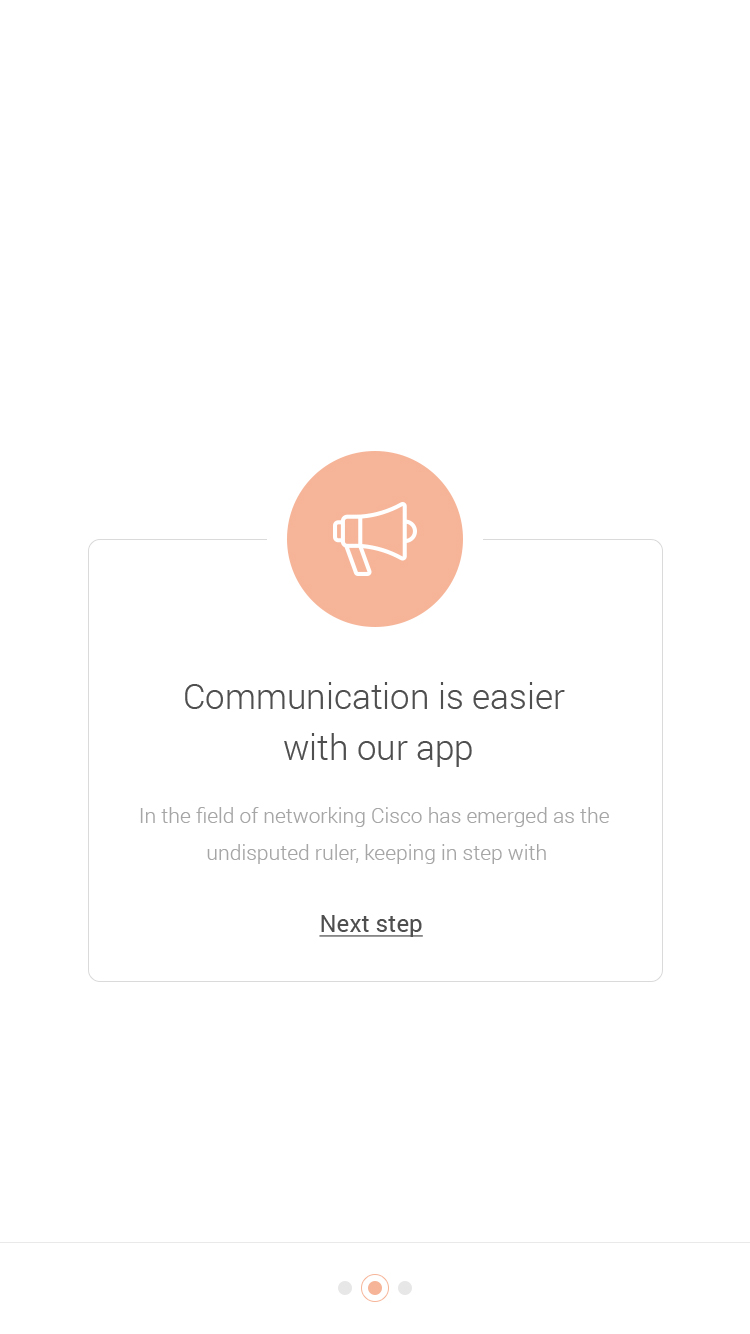 Communication is easier
with our app
In the field of networking Cisco has emerged as the
undisputed ruler, keeping in step with
Next step